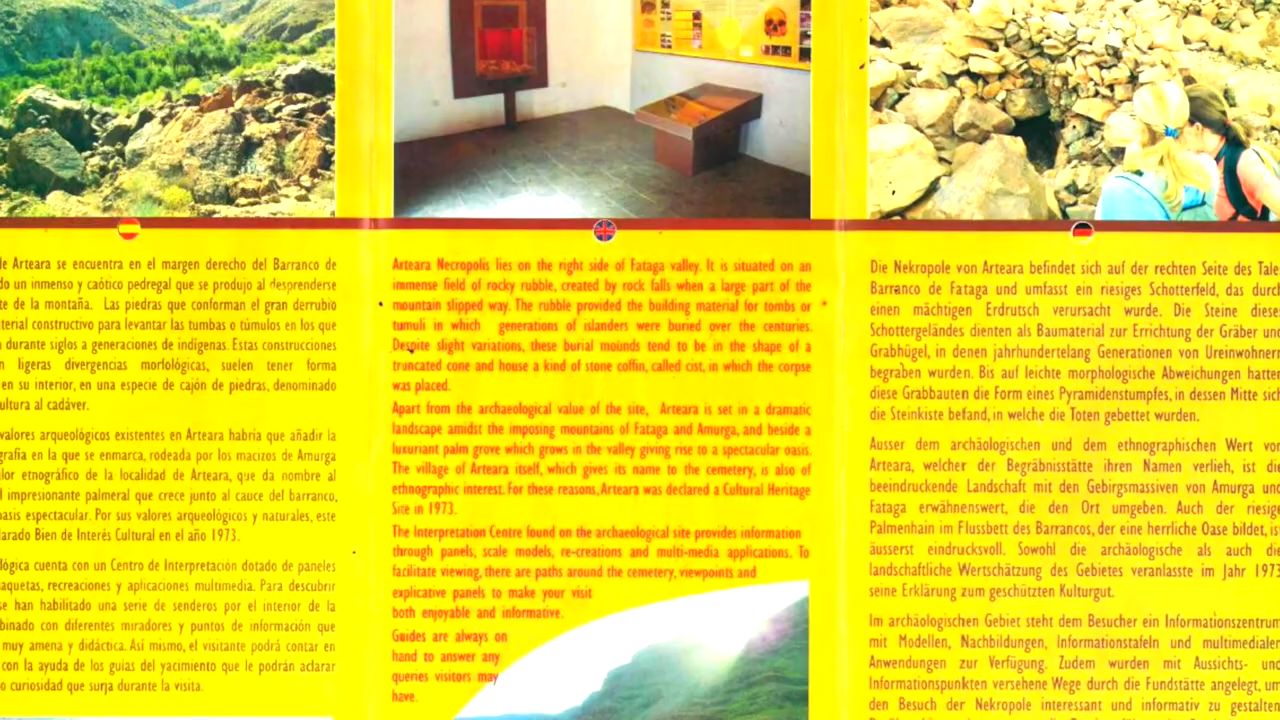 de Arteara se encuentra en el margen derecho del Barranco de
do un inmenso y caótico pedregal que se produjo al desprenderse
te de la montaña. Las piedras que conforman el gran derrubio
terial constructivo para levantar las tumbas o túmulos en los que
durante siglos a generaciones de indígenas. Estas construcciones
n ligeras divergencias morfológicas, suelen tener forma
en su interior, en una especie de cajón de piedras, denominado
ultura al cadáver.
valores arqueológicos existentes en Arteara habría que añadir la
grafía en la que se enmarca, rodeada por los macizos de Amurga
lor etnográfico de la localidad de Arteara, que da nombre al
l impresionante palmeral que crece junto al cauce del barranco,
oasis espectacular. Por sus valores arqueológicos y naturales, este
larado Bien de Interés Cultural en el año 1973.
lógica cuenta con un Centro de Interpretación dotado de paneles
aquetas, recreaciones y aplicaciones multimedia. Para descubrir
se han habilitado una serie de senderos por el interior de la
binado con diferentes miradores y puntos de información que
muy amena y didáctica. Así mismo, el visitante podrá contar en
con la ayuda de los guías del yacimiento que le podrán aclarar
o curiosidad que surja durante la visita.
Arteara Necropolis lies on the right side of Fataga valley. It is situated on an
immense field of rocky rubble, created by rock falls when a large part of the
mountain slipped way. The rubble provided the building material for tombs or
tumuli in which generations of islanders were buried over the centuries.
Despite slight variations, these burial mounds tend to be in the shape of a
truncated cone and house a kind of stone coffin, called cist, in which the corpse
was placed.
Apart from the archaeological value of the site, Arteara is set in a dramatic
landscape amidst the imposing mountains of Fataga and Amurga, and beside a
luxuriant palm grove which grows in the valley giving rise to a spectacular oasis.
The village of Arteara itself, which gives its name to the cemetery, is also of
ethnographic interest. For these reasons, Arteara was declared a Cultural Heritage
Site in 1973.
The Interpretation Centre found on the archaeological site provides information
through panels, scale models, re-creations and multi-media applications. To
facilitate viewing, there are paths around the cemetery, viewpoints and
explicative panels to make your visit
both enjoyable and informative.
Guides are always on
hand to answer any
queries visitors may
have.
Die Nekropole von Arteara befindet sich auf der rechten Seite des Tales
Barranco de Fataga und umfasst ein riesiges Schotterfeld, das durch
einen mächtigen Erdrutsch verursacht wurde. Die Steine dieses
Schottergeländes dienten als Baumaterial zur Errichtung der Gräber und
Grabhügel, in denen jahrhundertelang Generationen von Ureinwohnern
begraben wurden. Bis auf leichte morphologische Abweichungen hatten
diese Grabbauten die Form eines Pyramidenstumpfes, in dessen Mitte sich
die Steinkiste befand, in welche die Toten gebettet wurden.
Ausser dem archäologischen und dem ethnographischen Wert von
Arteara, welcher der Begräbnisstätte ihren Namen verlieh, ist die
beeindruckende Landschaft mit den Gebirgsmassiven von Amurga und
Fataga erwähnenswert, die den Ort umgeben. Auch der riesige
Palmenhain im Flussbett des Barrancos, der eine herrliche Oase bildet, ist
äusserst eindrucksvoll. Sowohl die archäologische als auch die
landschaftliche Wertschätzung des Gebietes veranlasste im Jahr 1973
seine Erklärung zum geschützten Kulturgut.
Im archäologischen Gebiet steht dem Besucher ein Informationszentrum
mit Modellen, Nachbildungen, Informationstafeln und multimedialen
Anwendungen zur Verfügung. Zudem wurden mit Aussichts- und
Informationspunkten versehene Wege durch die Fundstätte angelegt, um
den Besuch der Nekropole interessant und informativ zu gestalten.